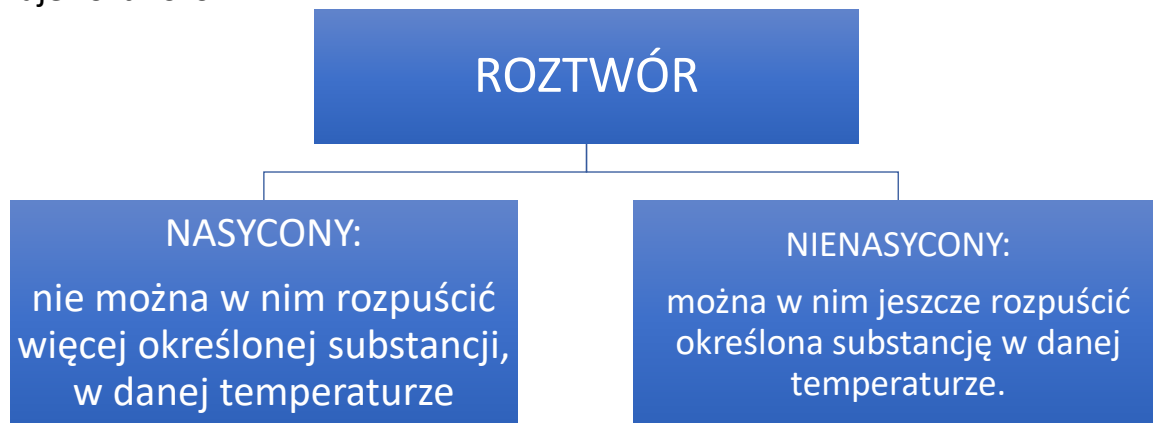 ROZTWÓR
NASYCONY:
nie można w nim rozpuścić
więcej określonej substancji,
w danej temperaturze
NIENASYCONY:
można w nim jeszcze rozpuścić
określona substancję w danej
temperaturze.